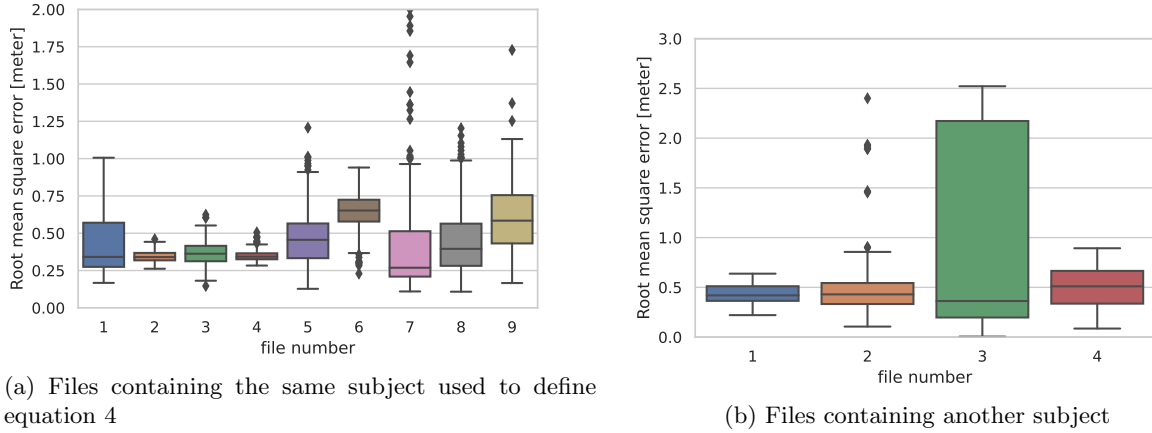 2.00
1.75
1.50
1.25
1.00
0.75
0.50
0.25
0.00
Root mean square error [meter]
1 2 3 4 5 6 7 8 9
file number
(a) Files containing the same subject used to define
equation 4
3.0
2.5
2.0
1.5
1.0
0.5
0.0
Root mean square error [meter]
1 2 3 4
file number
(b) Files containing another subject